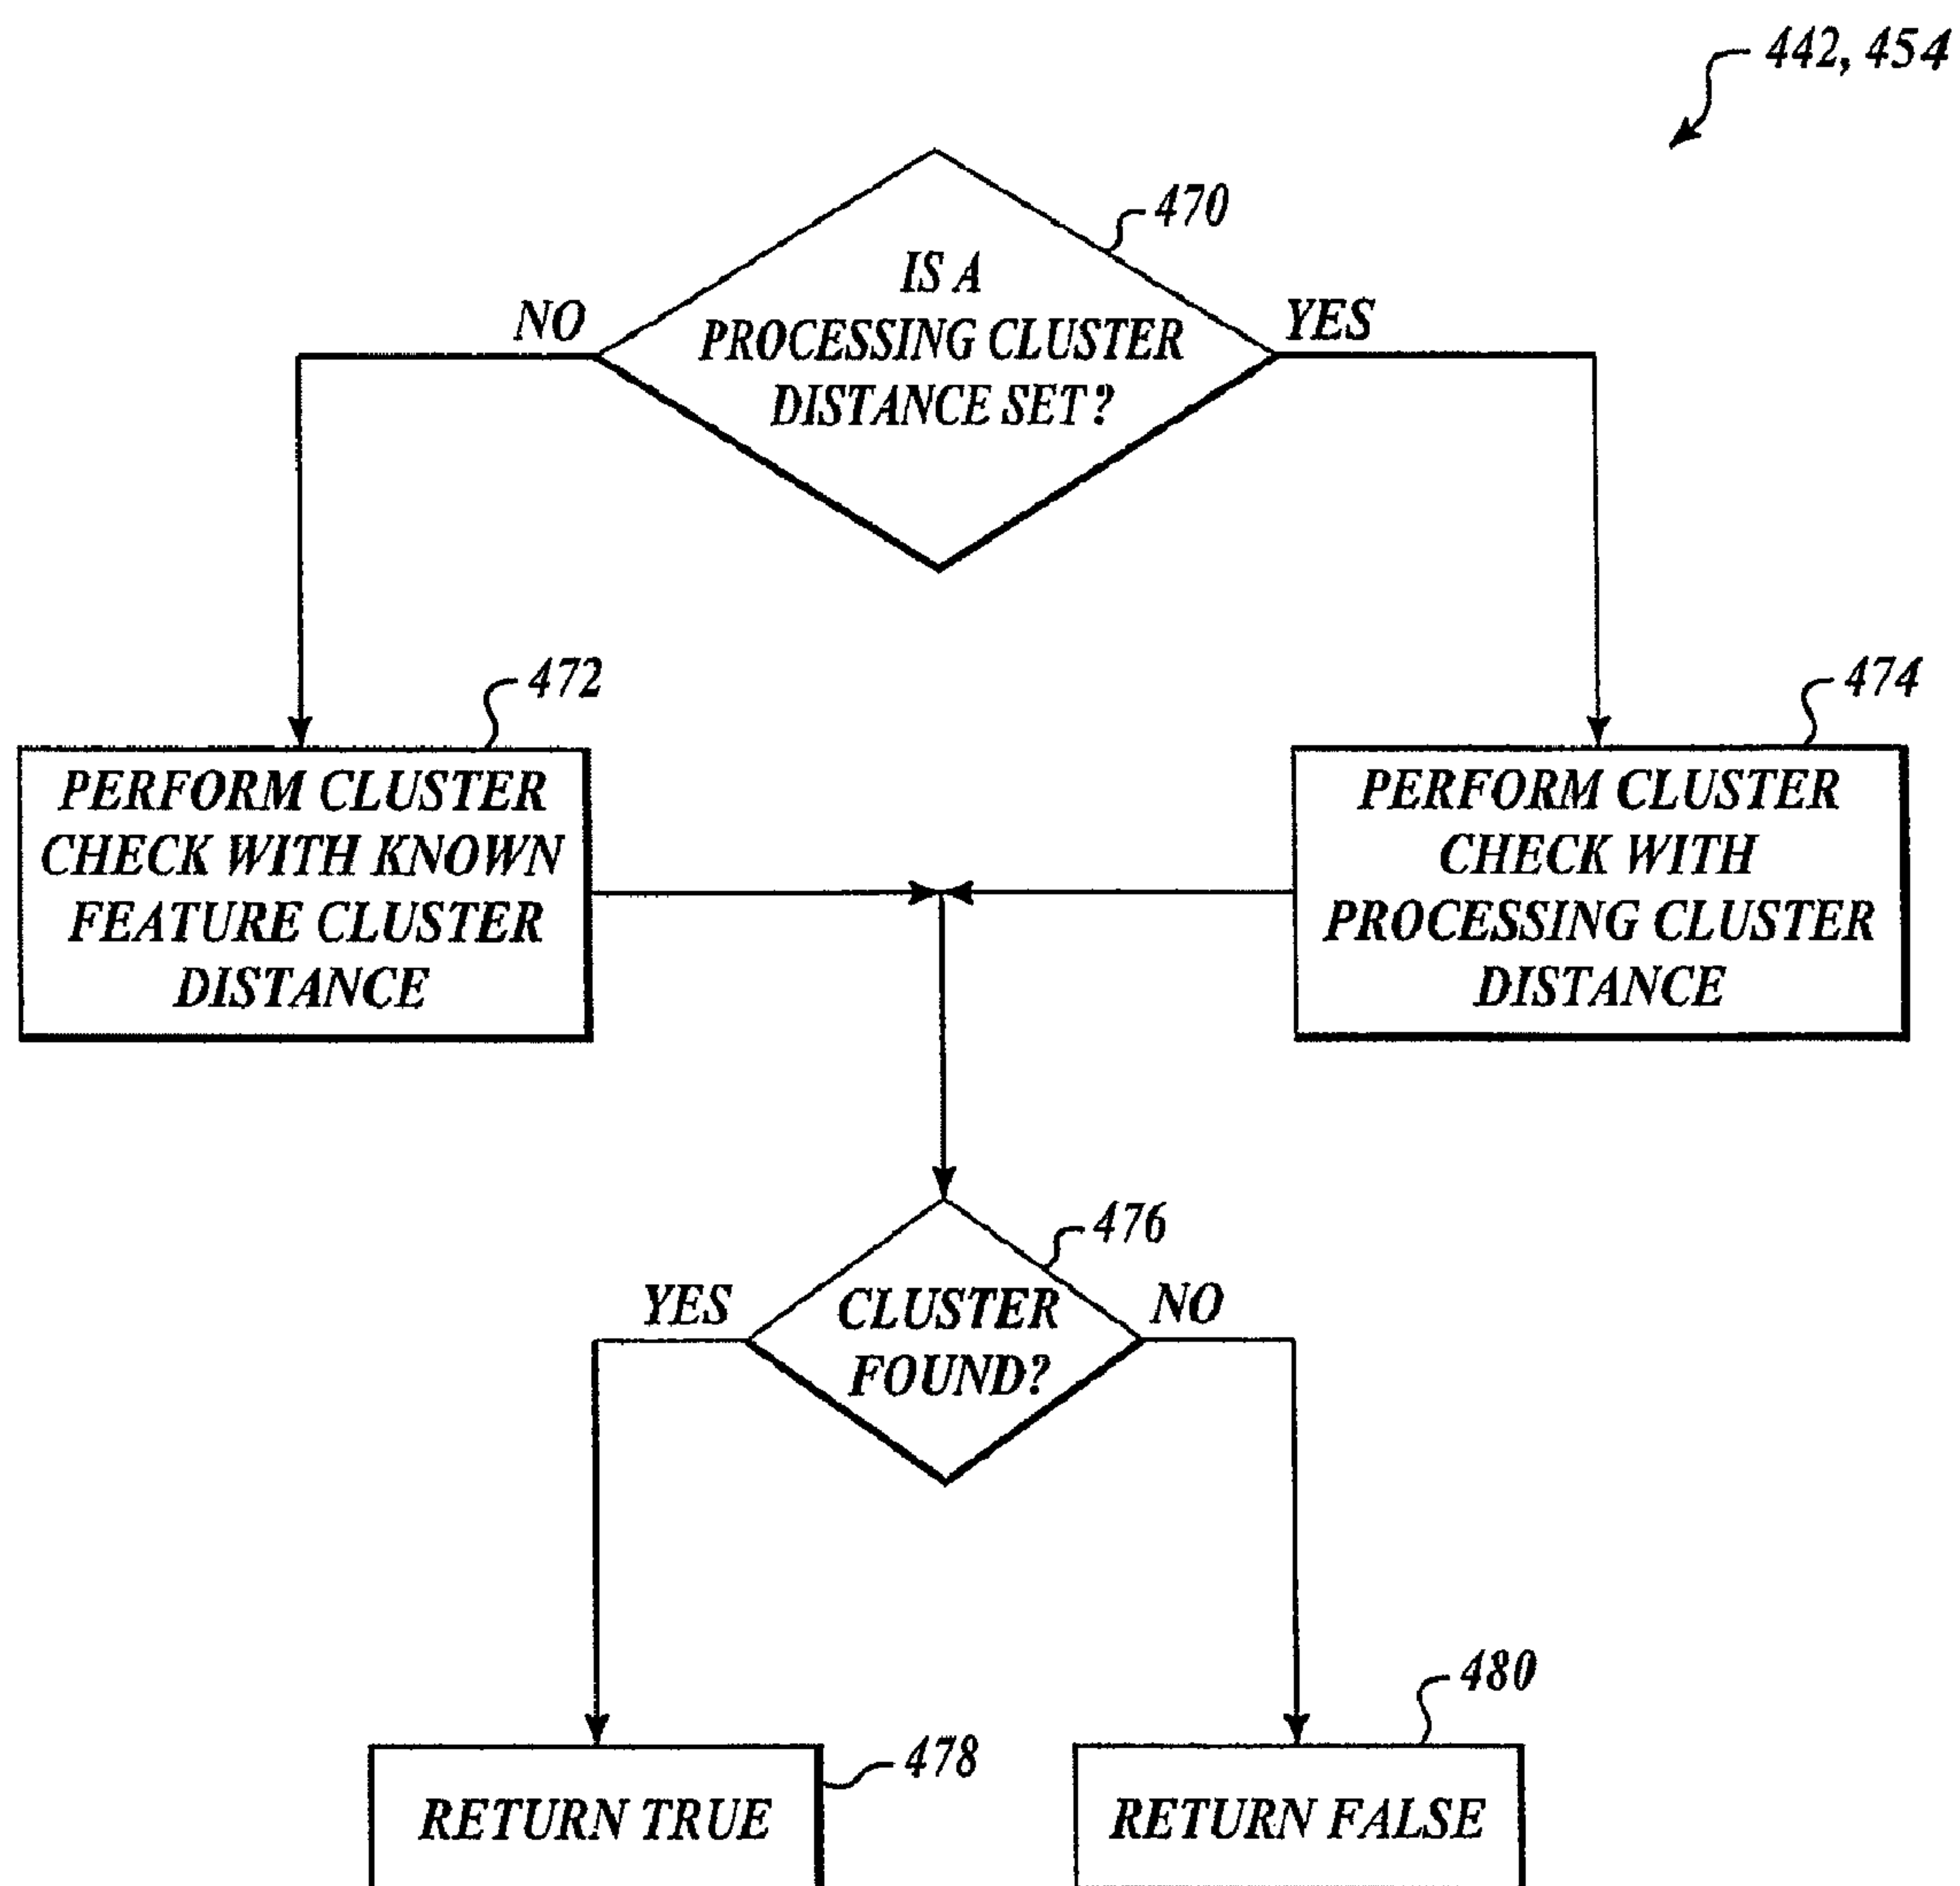 442, 454
470
IS A
PROCESSING CLUSTER
DISTANCE SET?
NO
YES
472
474
PERFORM CLUSTER
CHECK WITH KNOWN
FEATURE CLUSTER
DISTANCE
PERFORM CLUSTER
CHECK WITH
PROCESSING CLUSTER
DISTANCE
476
YES
CLUSTER
FOUND?
NO
480
478
RETURN TRUE
RETURN FALSE